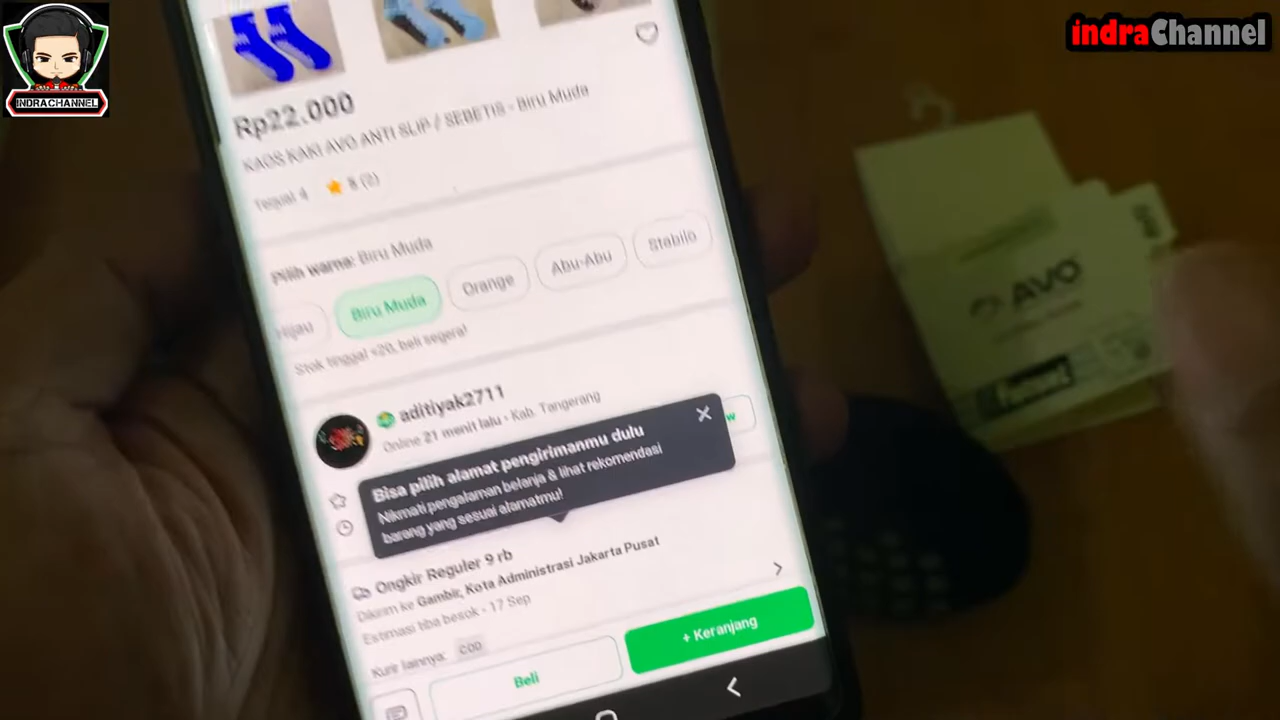 indraChannel
INDRA CHANNEL
Rp22.000
KAOS KAKI AVO ANTI SLIP / SEBETIS - Biru Muda
Terjual 4
(2)
Pilih warna: Biru Muda
Hijau
Biru Muda
Orange
Abu-Abu
Stabilo
Stok tinggal <20, beli segera!
aditiyak2711
Online 21 menit lalu • Kab. Tangerang
Bisa pilih alamat pengirimanmu dulu
Nikmati pengalaman belanja & lihat rekomendasi
barang yang sesuai alamatmu!
Ongkir Reguler 9 rb
Dikirim ke Gambir, Kota Administrasi Jakarta Pusat
Estimasi tiba besok - 17 Sep
Kurir lainnya: COD
Beli
+ Keranjang
AVO